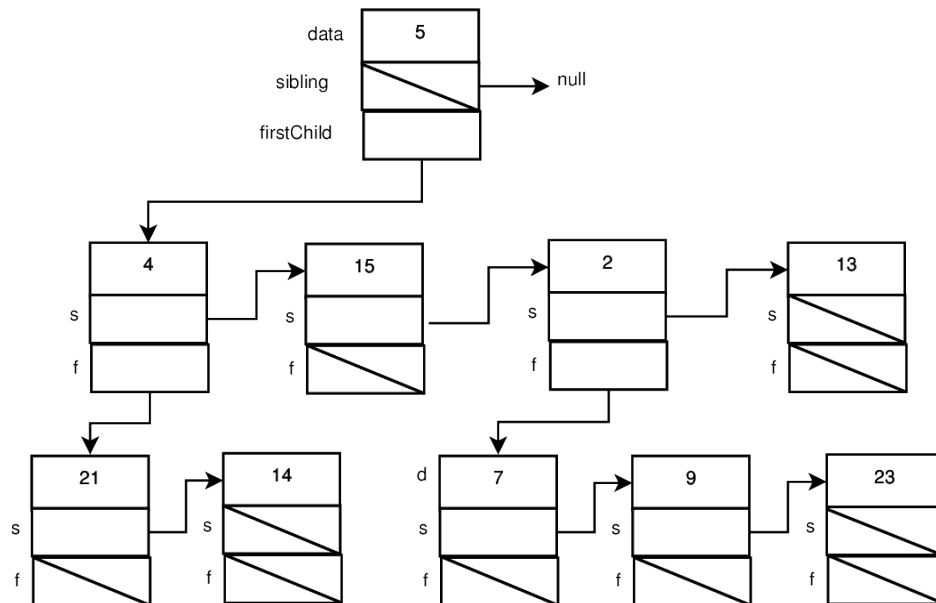 data 5
sibling null
firstChild
4 15 2 13
s s s s
f f f f
21 14 d 7 9 23
s s s s s
f f f f f